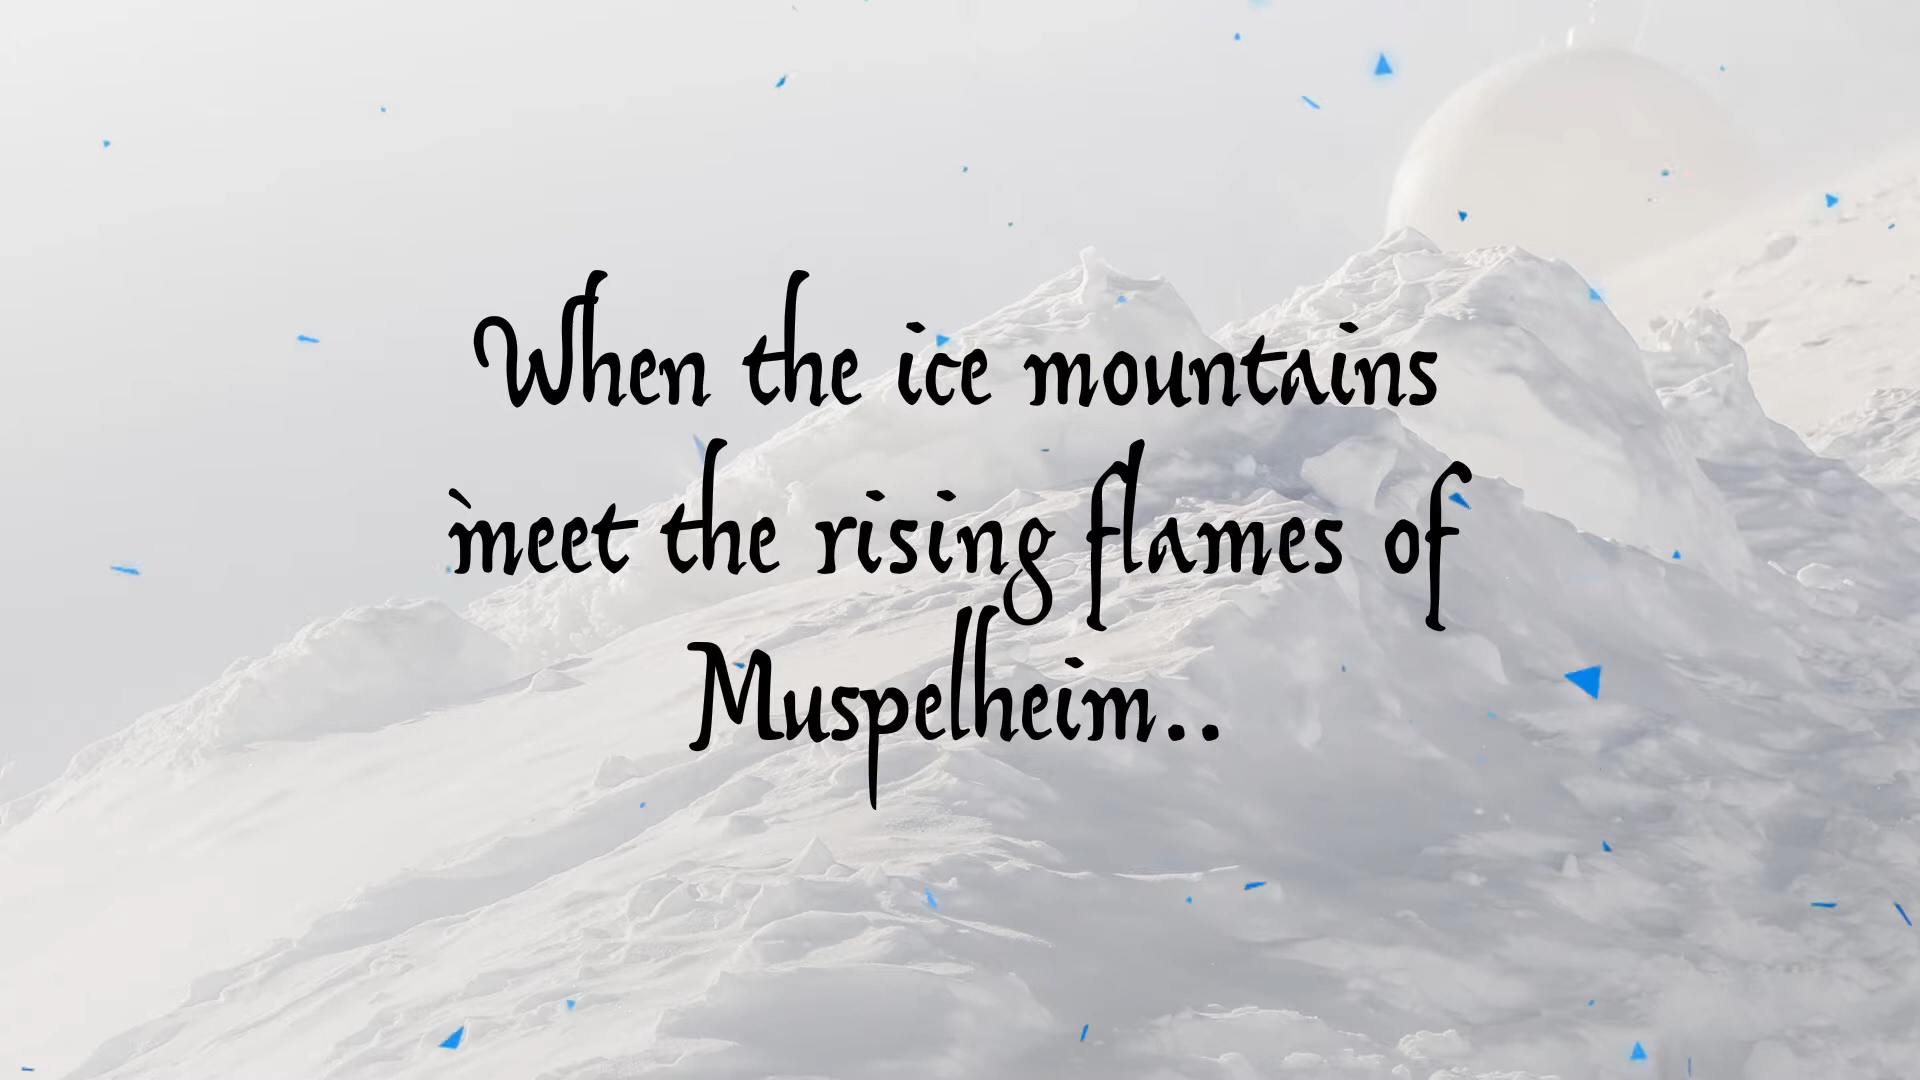 When the ice mountains
meet the rising flames of
Muspelheim..